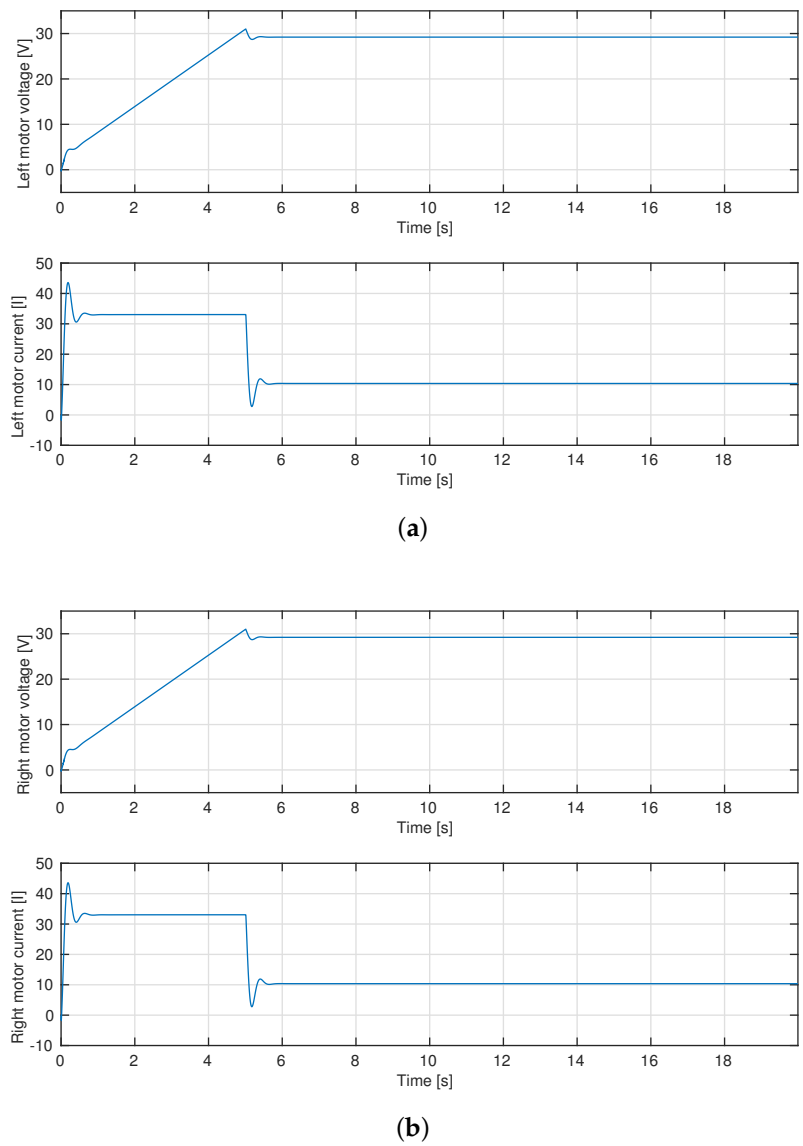 30
20
10
0
Left motor voltage [V]
0 2 4 6 8 10 12 14 16 18
Time [s]
50
40
30
20
10
0
-10
Left motor current [I]
0 2 4 6 8 10 12 14 16 18
Time [s]
(a)
30
20
10
0
Right motor voltage [V]
0 2 4 6 8 10 12 14 16 18
Time [s]
50
40
30
20
10
0
-10
Right motor current [I]
0 2 4 6 8 10 12 14 16 18
Time [s]
(b)